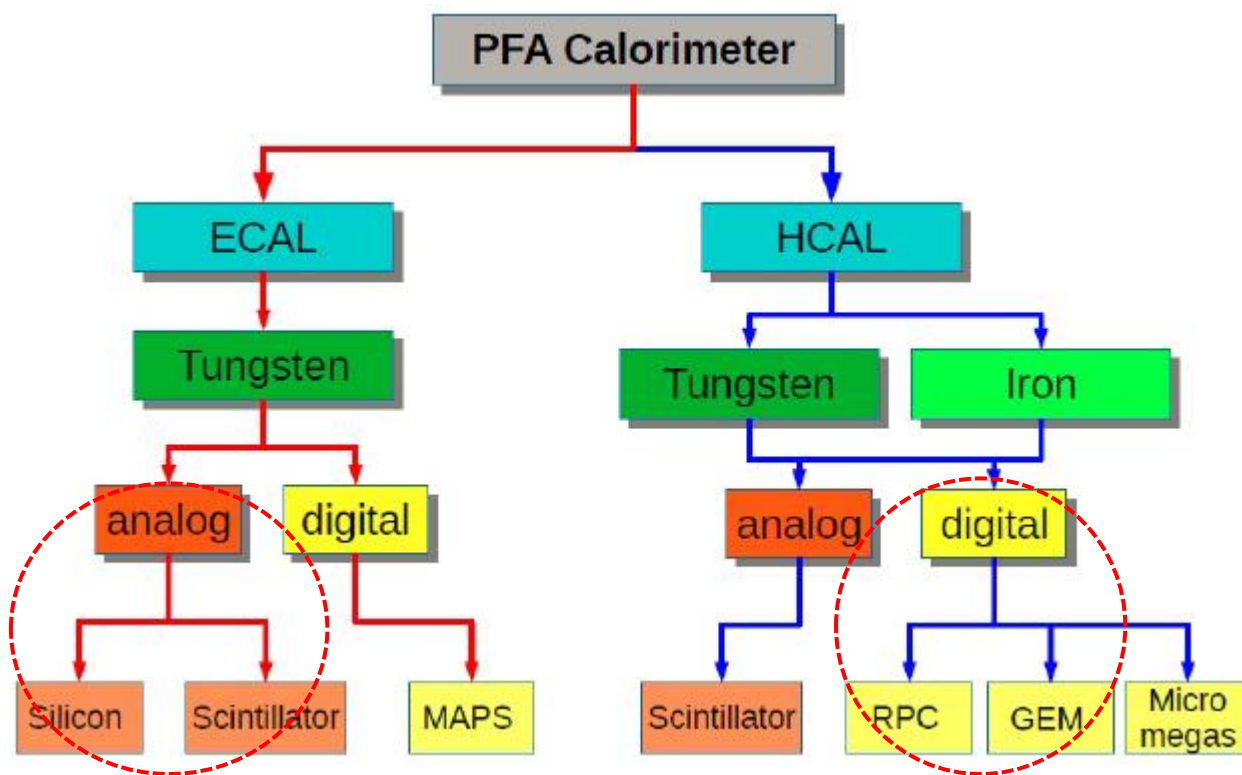 PFA Calorimeter
ECAL
HCAL
Tungsten
Tungsten
Iron
analog
digital
analog
digital
Silicon
Scintillator
MAPS
Scintillator
RPC
GEM
Micro
megas